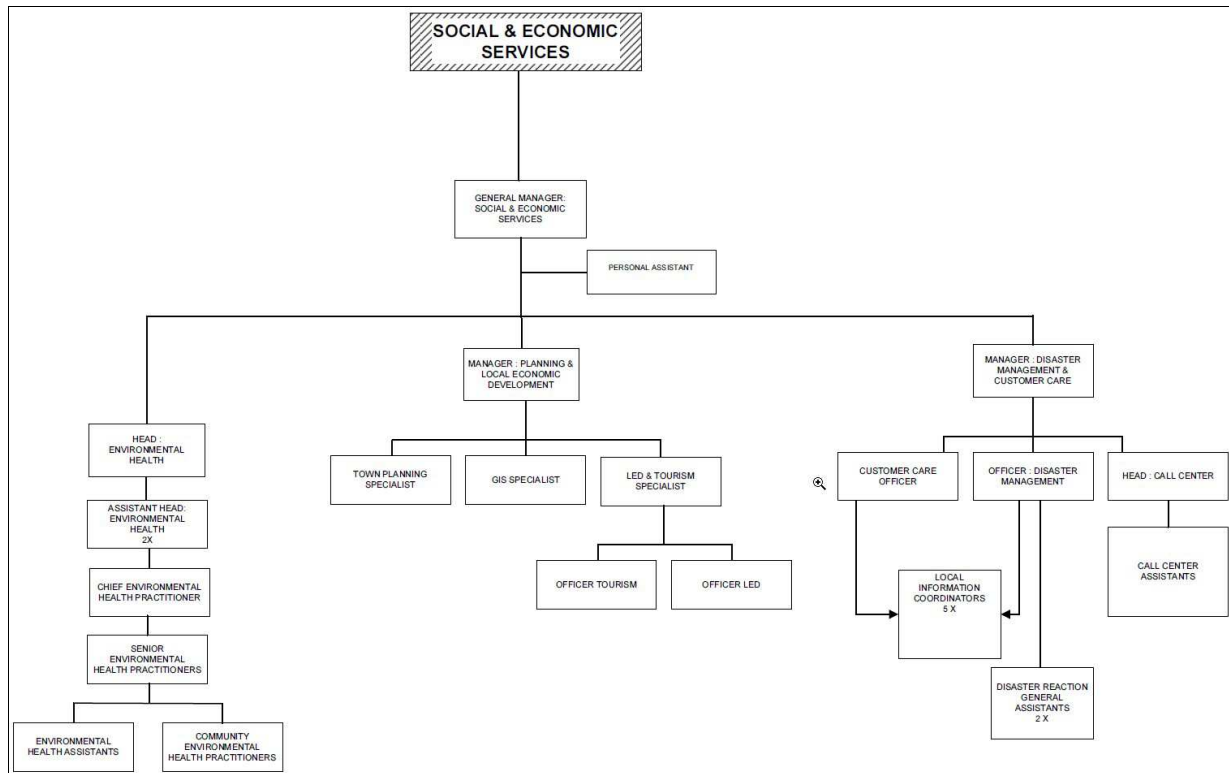 SOCIAL & ECONOMIC
SERVICES
GENERAL MANAGER:
SOCIAL & ECONOMIC
SERVICES
PERSONAL ASSISTANT
MANAGER : PLANNING &
LOCAL ECONOMIC
DEVELOPMENT
MANAGER : DISASTER
MANAGEMENT &
CUSTOMER CARE
HEAD :
ENVIRONMENTAL
HEALTH
TOWN PLANNING
SPECIALIST
GIS SPECIALIST
LED & TOURISM
SPECIALIST
CUSTOMER CARE
OFFICER
OFFICER : DISASTER
MANAGEMENT
HEAD : CALL CENTER
ASSISTANT HEAD:
ENVIRONMENTAL
HEALTH
2X
OFFICER TOURISM
OFFICER LED
LOCAL
INFORMATION
COORDINATORS
5 X
CALL CENTER
ASSISTANTS
CHIEF ENVIRONMENTAL
HEALTH PRACTITIONER
SENIOR
ENVIRONMENTAL
HEALTH PRACTITIONERS
DISASTER REACTION
GENERAL
ASSISTANTS
2 X
ENVIRONMENTAL
HEALTH ASSISTANTS
COMMUNITY
ENVIRONMENTAL
HEALTH PRACTITIONERS